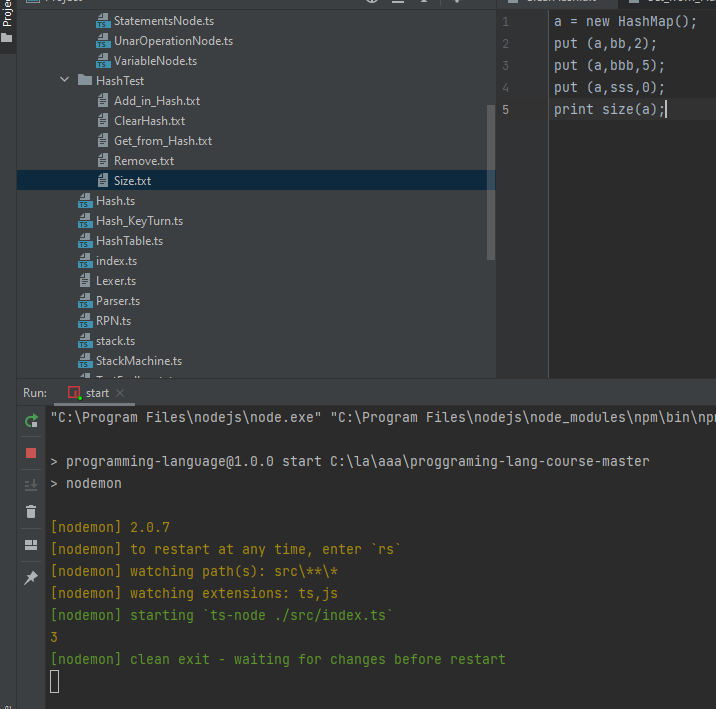 Project
StatementsNode.ts
UnarOperationNode.ts
VariableNode.ts
HashTest
Add_in_Hash.txt
ClearHash.txt
Get_from_Hash.txt
Remove.txt
Size.txt
Hash.ts
Hash_KeyTurn.ts
HashTable.ts
index.ts
Lexer.ts
Parser.ts
RPN.ts
stack.ts
StackMachine.ts
1 a = new HashMap();
2 put (a,bb,2);
3 put (a,bbb,5);
4 put (a,sss,0);
5 print size(a);
Run: start
"C:\Program Files\nodejs\node.exe" "C:\Program Files\nodejs\node_modules\npm\bin\np
> programming-language@1.0.0 start C:\la\aaa\proggraming-lang-course-master
> nodemon
[nodemon] 2.0.7
[nodemon] to restart at any time, enter `rs`
[nodemon] watching path(s): src\**\*
[nodemon] watching extensions: ts,js
[nodemon] starting `ts-node ./src/index.ts`
3
[nodemon] clean exit - waiting for changes before restart